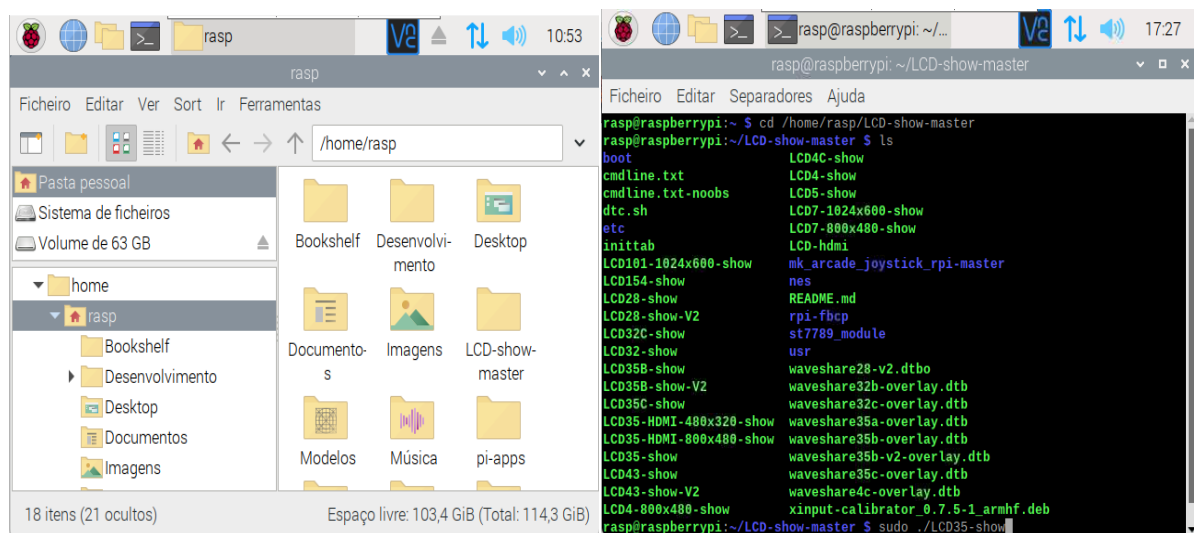 rasp
V2
10:53
rasp
Ficheiro Editar Ver Sort Ir Ferramentas
/home/rasp
Pasta pessoal
Sistema de ficheiros
Volume de 63 GB
home
rasp
Bookshelf
Desenvolvimento
Desktop
Documentos
Imagens
Bookshelf
Desenvolvi-
mento
Desktop
Documento-
s
Imagens
LCD-show-
master
Modelos
Música
pi-apps
18 itens (21 ocultos)
Espaço livre: 103,4 GiB (Total: 114,3 GiB)
rasp@raspberrypi: ~/...
V2
17:27
rasp@raspberrypi: ~/LCD-show-master
Ficheiro Editar Separadores Ajuda
rasp@raspberrypi:~ $ cd /home/rasp/LCD-show-master
rasp@raspberrypi:~/LCD-show-master $ ls
boot LCD4C-show
cmdline.txt LCD4-show
cmdline.txt-noobs LCD5-show
dtc.sh LCD7-1024x600-show
etc LCD7-800x480-show
inittab LCD-hdmi
LCD101-1024x600-show mk_arcade_joystick_rpi-master
LCD154-show nes
LCD28-show README.md
LCD28-show-V2 rpi-fbcp
LCD32C-show st7789_module
LCD32-show usr
LCD35B-show waveshare28-v2.dtbo
LCD35B-show-V2 waveshare32b-overlay.dtb
LCD35C-show waveshare32c-overlay.dtb
LCD35-HDMI-480x320-show waveshare35a-overlay.dtb
LCD35-HDMI-800x480-show waveshare35b-overlay.dtb
LCD35-show waveshare35b-v2-overlay.dtb
LCD43-show waveshare35c-overlay.dtb
LCD43-show-V2 waveshare4c-overlay.dtb
LCD4-800x480-show xinput-calibrator_0.7.5-1_armhf.deb
rasp@raspberrypi:~/LCD-show-master $ sudo ./LCD35-show